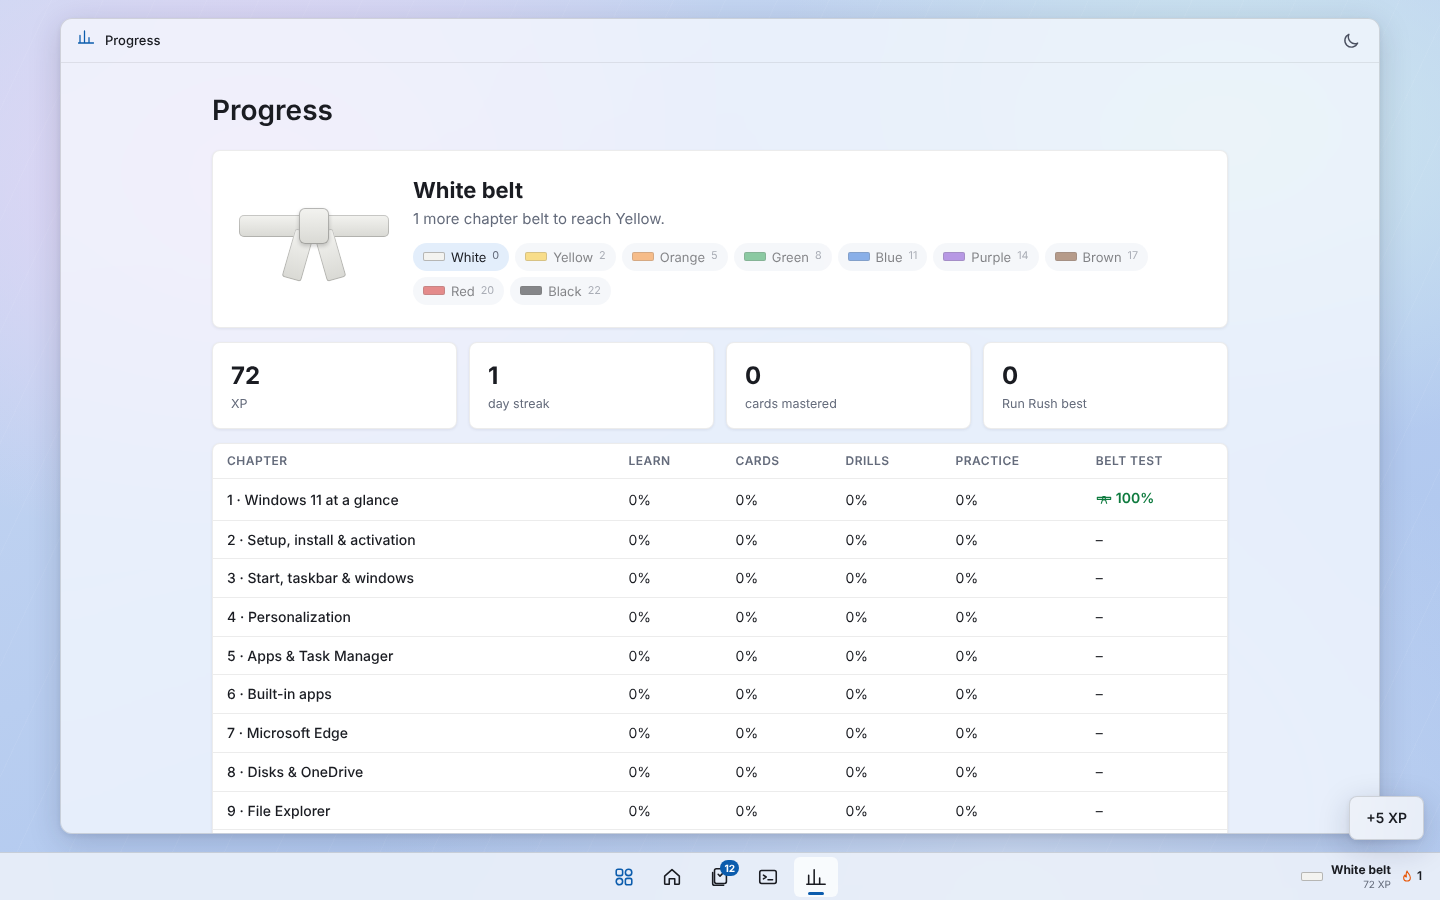 Progress
Progress
White belt
1 more chapter belt to reach Yellow.
White 0 Yellow 2 Orange 5 Green 8 Blue 11 Purple 14 Brown 17
Red 20 Black 22
72 1 0 0
XP day streak cards mastered Run Rush best
CHAPTER LEARN CARDS DRILLS PRACTICE BELT TEST
1 · Windows 11 at a glance 0% 0% 0% 0% 100%
2 · Setup, install & activation 0% 0% 0% 0% –
3 · Start, taskbar & windows 0% 0% 0% 0% –
4 · Personalization 0% 0% 0% 0% –
5 · Apps & Task Manager 0% 0% 0% 0% –
6 · Built-in apps 0% 0% 0% 0% –
7 · Microsoft Edge 0% 0% 0% 0% –
8 · Disks & OneDrive 0% 0% 0% 0% –
9 · File Explorer 0% 0% 0% 0% –
+5 XP
12
White belt 1
72 XP